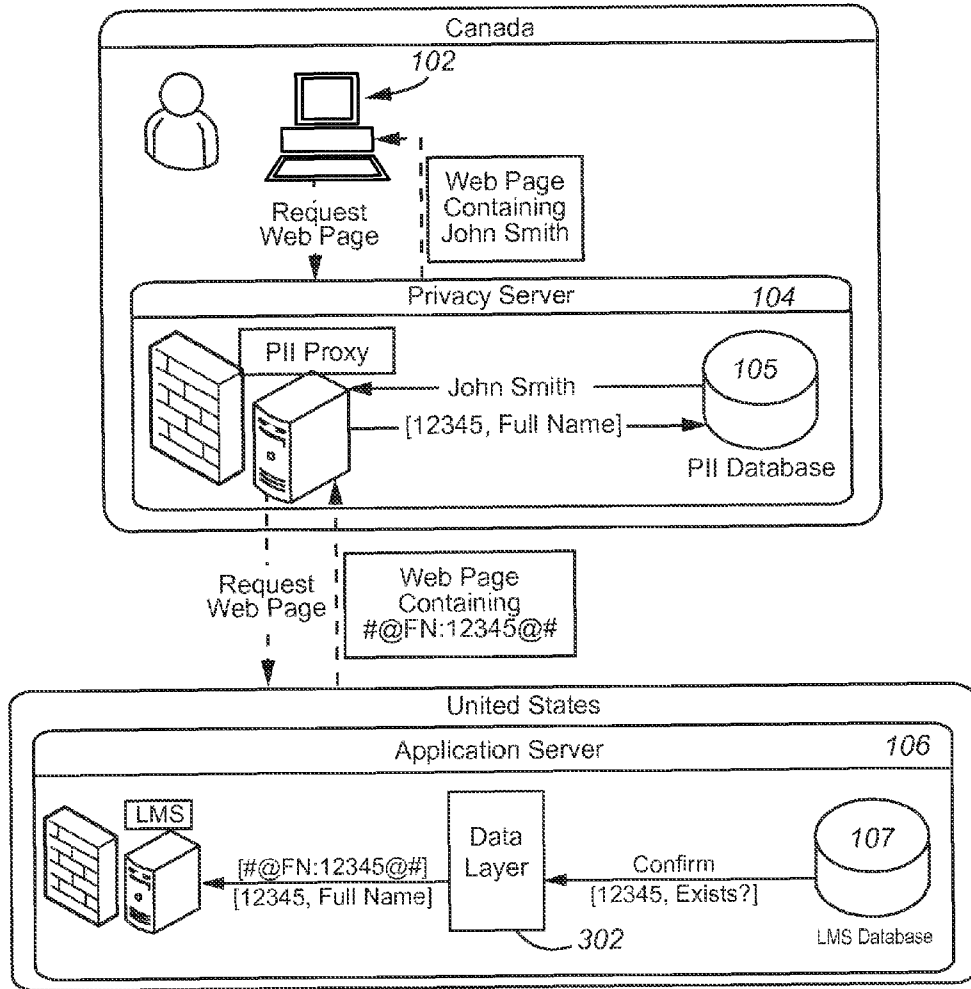 Canada
102
Request
Web Page
Web Page
Containing
John Smith
Privacy Server
104
PII Proxy
John Smith
[12345, Full Name]
105
PII Database
Request
Web Page
Web Page
Containing
#@FN:12345@#
United States
Application Server
106
LMS
[#@FN:12345@#]
[12345, Full Name]
Data
Layer
302
Confirm
[12345, Exists?]
107
LMS Database